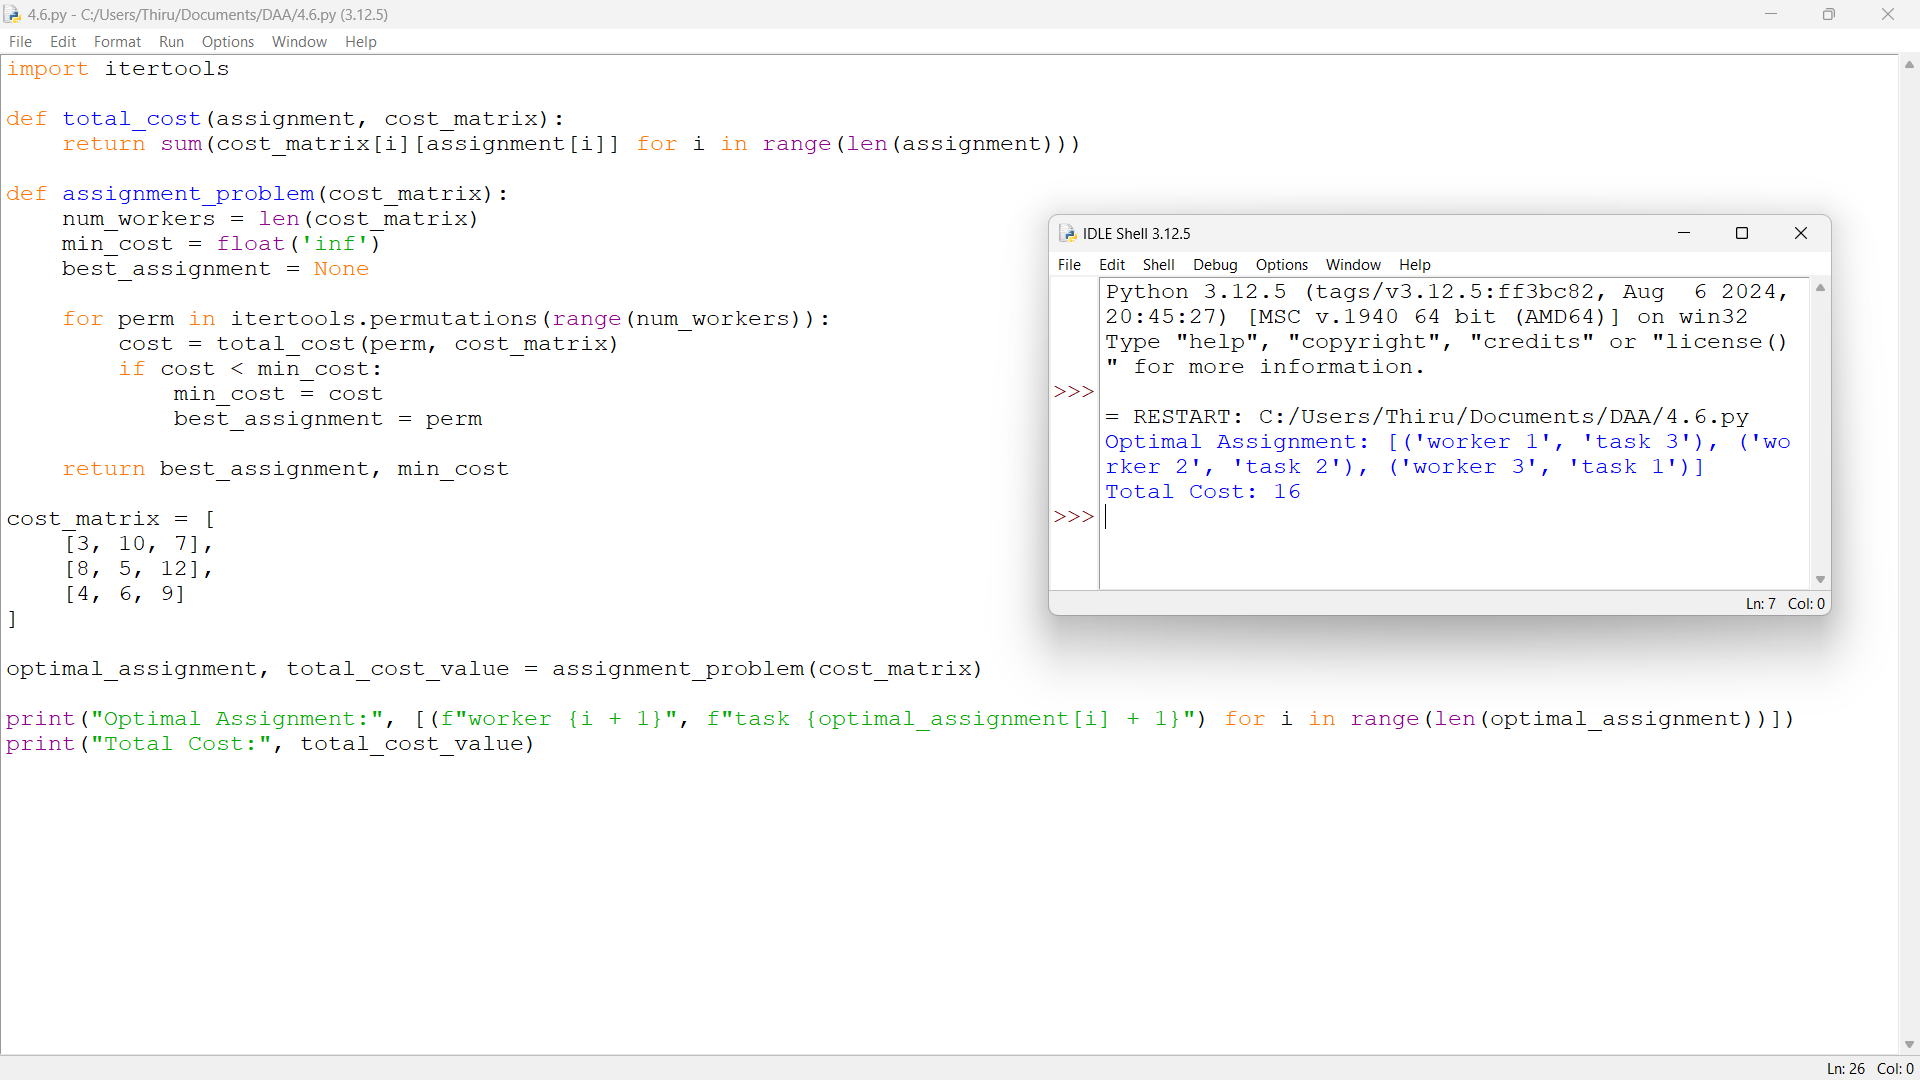 4.6.py - C:/Users/Thiru/Documents/DAA/4.6.py (3.12.5)
File Edit Format Run Options Window Help
import itertools
def total_cost(assignment, cost_matrix):
    return sum(cost_matrix[i][assignment[i]] for i in range(len(assignment)))
def assignment_problem(cost_matrix):
    num_workers = len(cost_matrix)
    min_cost = float('inf')
    best_assignment = None
    for perm in itertools.permutations(range(num_workers)):
        cost = total_cost(perm, cost_matrix)
        if cost < min_cost:
            min_cost = cost
            best_assignment = perm
    return best_assignment, min_cost
cost_matrix = [
    [3, 10, 7],
    [8, 5, 12],
    [4, 6, 9]
]
optimal_assignment, total_cost_value = assignment_problem(cost_matrix)
print("Optimal Assignment:", [(f"worker {i + 1}", f"task {optimal_assignment[i] + 1}") for i in range(len(optimal_assignment))])
print("Total Cost:", total_cost_value)
IDLE Shell 3.12.5
File Edit Shell Debug Options Window Help
Python 3.12.5 (tags/v3.12.5:ff3bc82, Aug  6 2024,
20:45:27) [MSC v.1940 64 bit (AMD64)] on win32
Type "help", "copyright", "credits" or "license()
" for more information.
>>>
= RESTART: C:/Users/Thiru/Documents/DAA/4.6.py
Optimal Assignment: [('worker 1', 'task 3'), ('wo
rker 2', 'task 2'), ('worker 3', 'task 1')]
Total Cost: 16
>>>
Ln: 7 Col: 0
Ln: 26 Col: 0